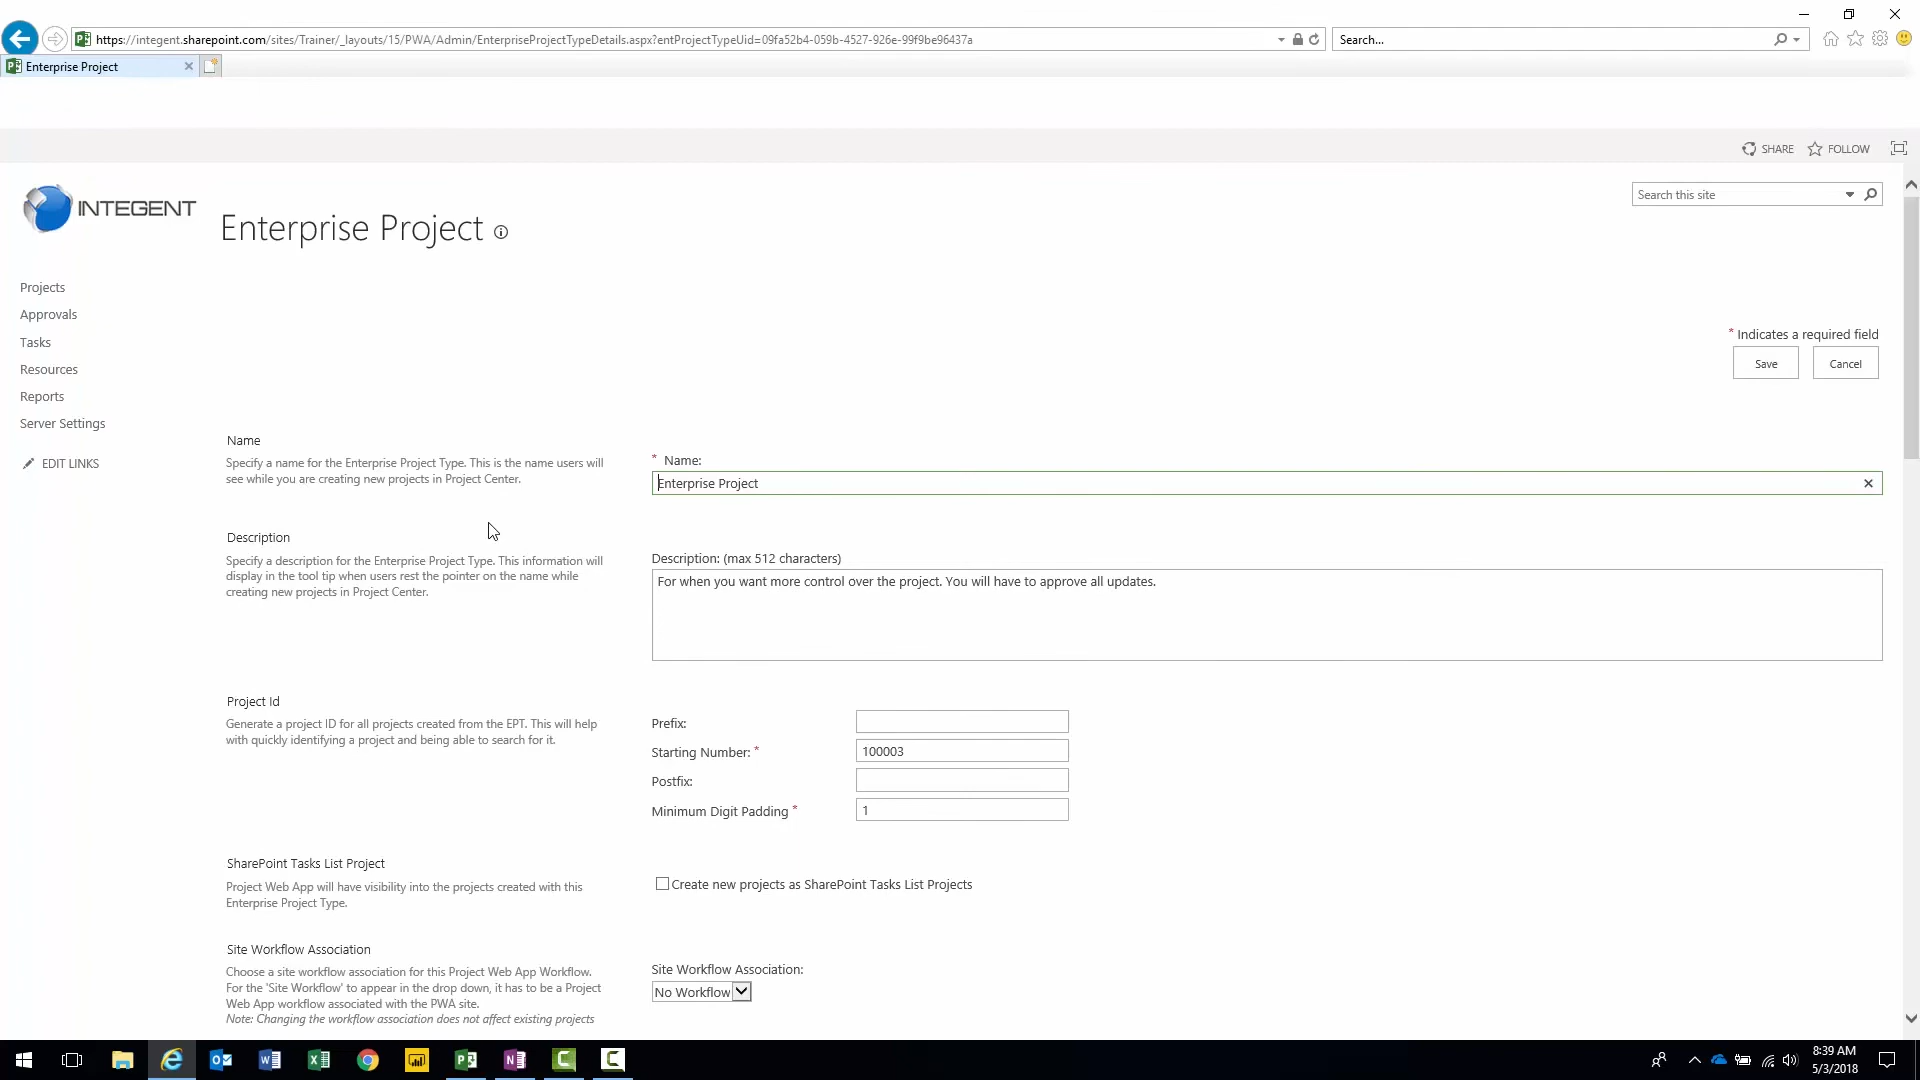 https://integent.sharepoint.com/sites/Trainer/_layouts/15/PWA/Admin/EnterpriseProjectTypeDetails.aspx?entProjectTypeUid=09fa52b4-059b-4527-926e-99f9be96437a
Search...
Enterprise Project
SHARE
FOLLOW
INTEGENT
Enterprise Project
Search this site
Projects
Approvals
Tasks
Resources
Reports
Server Settings
EDIT LINKS
* Indicates a required field
Save
Cancel
Name
Specify a name for the Enterprise Project Type. This is the name users will
see while you are creating new projects in Project Center.
* Name:
Enterprise Project
Description
Specify a description for the Enterprise Project Type. This information will
display in the tool tip when users rest the pointer on the name while
creating new projects in Project Center.
Description: (max 512 characters)
For when you want more control over the project. You will have to approve all updates.
Project Id
Generate a project ID for all projects created from the EPT. This will help
with quickly identifying a project and being able to search for it.
Prefix:
Starting Number: * 100003
Postfix:
Minimum Digit Padding * 1
SharePoint Tasks List Project
Project Web App will have visibility into the projects created with this
Enterprise Project Type.
Create new projects as SharePoint Tasks List Projects
Site Workflow Association
Choose a site workflow association for this Project Web App Workflow.
For the 'Site Workflow' to appear in the drop down, it has to be a Project
Web App workflow associated with the PWA site.
Note: Changing the workflow association does not affect existing projects
Site Workflow Association:
No Workflow
8:39 AM
5/3/2018